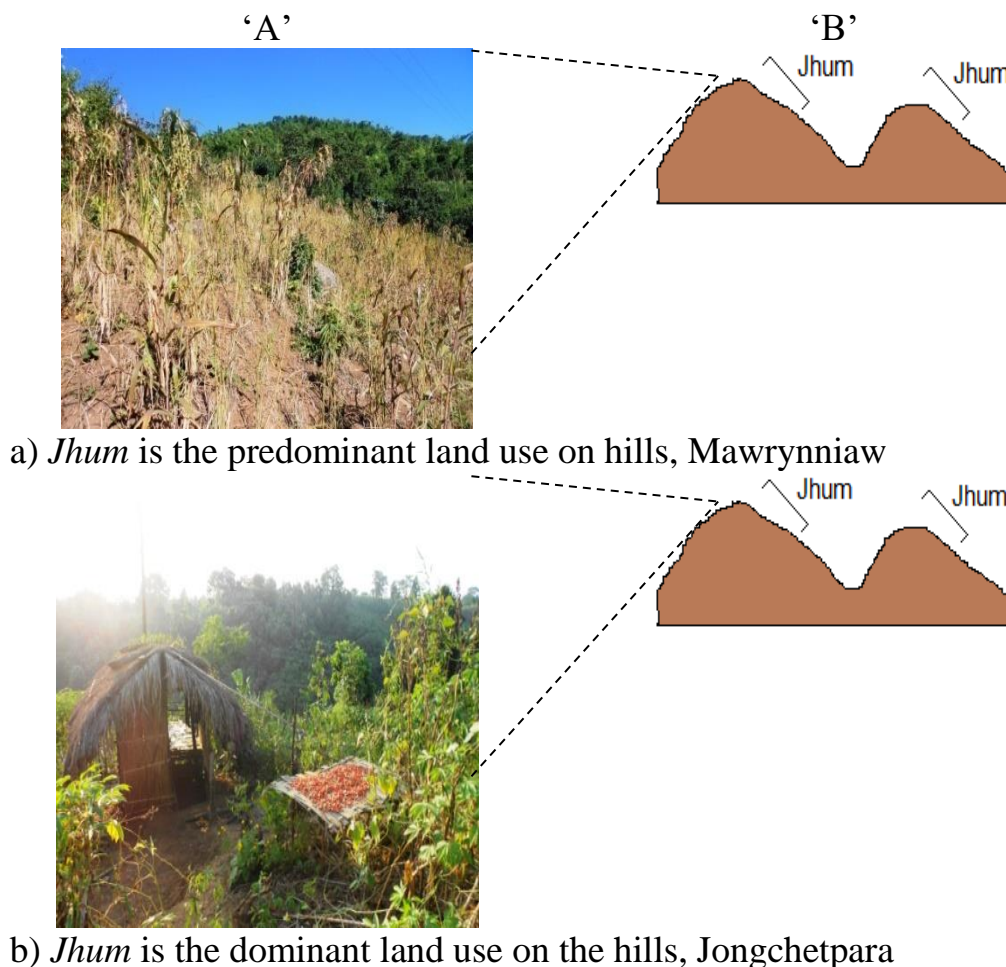 ‘A’ ‘B’
Jhum Jhum
a) Jhum is the predominant land use on hills, Mawrynniaw
Jhum Jhum
b) Jhum is the dominant land use on the hills, Jongchetpara